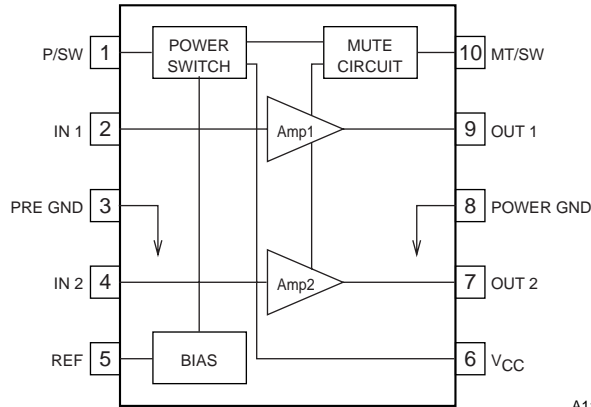 P/SW 1 POWER SWITCH MUTE CIRCUIT 10 MT/SW
IN 1 2 Amp1 9 OUT 1
PRE GND 3 8 POWER GND
IN 2 4 Amp2 7 OUT 2
REF 5 BIAS 6 VCC